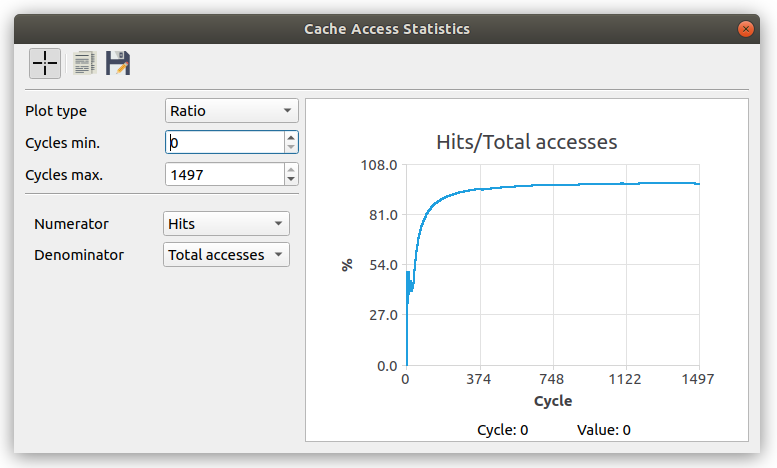 Cache Access Statistics
Plot type Ratio
Cycles min. 0
Cycles max. 1497
Numerator Hits
Denominator Total accesses
Hits/Total accesses
108.0
81.0
54.0
27.0
0.0
%
0 374 748 1122 1497
Cycle
Cycle: 0 Value: 0